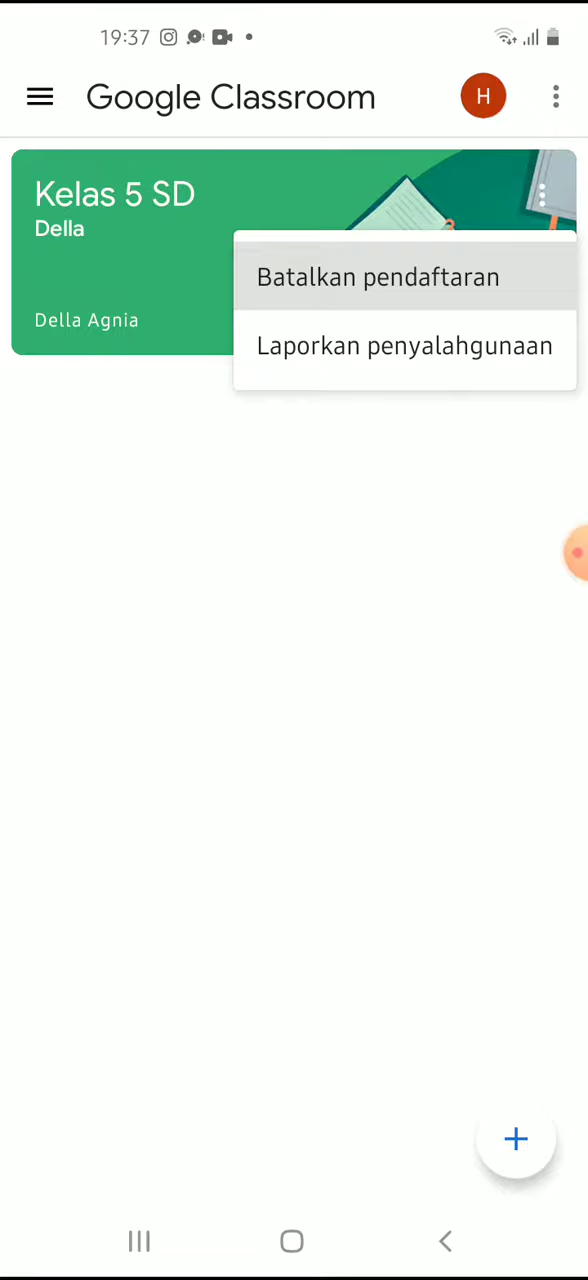 19:37
Google Classroom
H
Kelas 5 SD
Della
Batalkan pendaftaran
Della Agnia
Laporkan penyalahgunaan